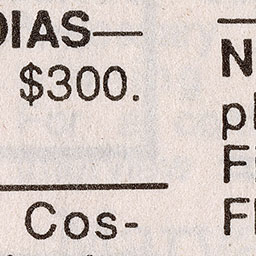 DIAS—
$300.
Cos-
N
pl
F
F